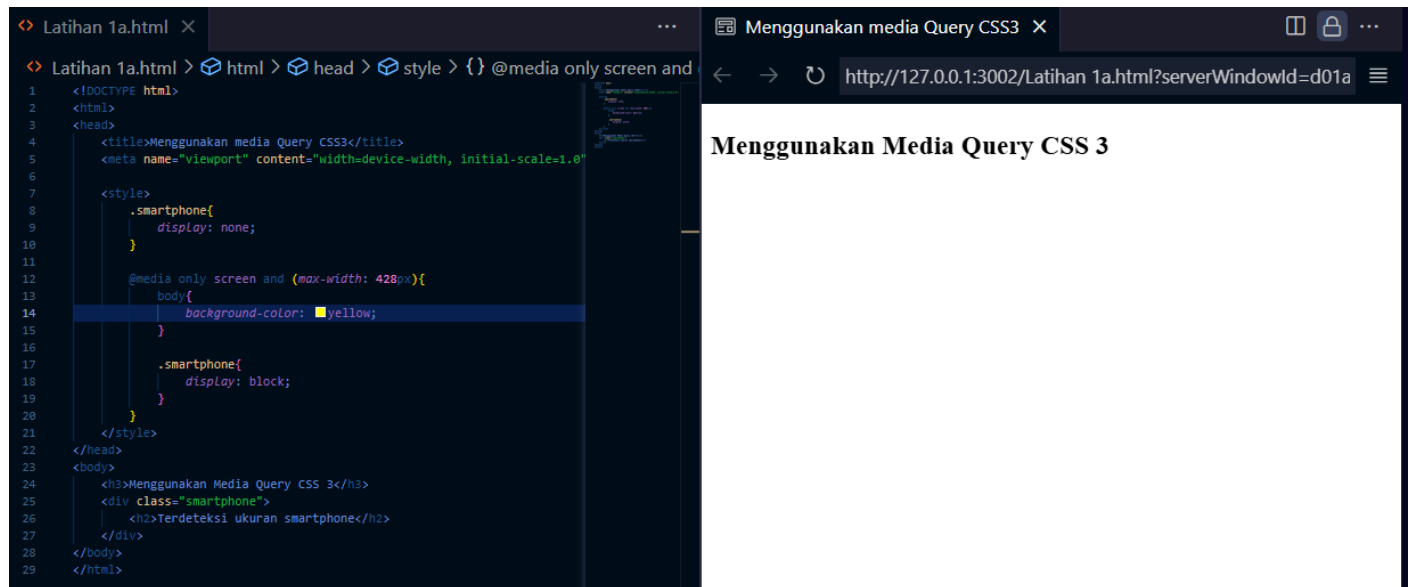 Latihan 1a.html
Latihan 1a.html > html > head > style > {} @media only screen and
1 <!DOCTYPE html>
2 <html>
3 <head>
4 <title>Menggunakan media Query CSS3</title>
5 <meta name="viewport" content="width=device-width, initial-scale=1.0"
6
7 <style>
8 .smartphone{
9 display: none;
10 }
11
12 @media only screen and (max-width: 428px){
13 body{
14 background-color: yellow;
15 }
16
17 .smartphone{
18 display: block;
19 }
20 }
21 </style>
22 </head>
23 <body>
24 <h3>Menggunakan Media Query CSS 3</h3>
25 <div class="smartphone">
26 <h2>Terdeteksi ukuran smartphone</h2>
27 </div>
28 </body>
29 </html>
Menggunakan media Query CSS3
http://127.0.0.1:3002/Latihan 1a.html?serverWindowId=d01a
Menggunakan Media Query CSS 3